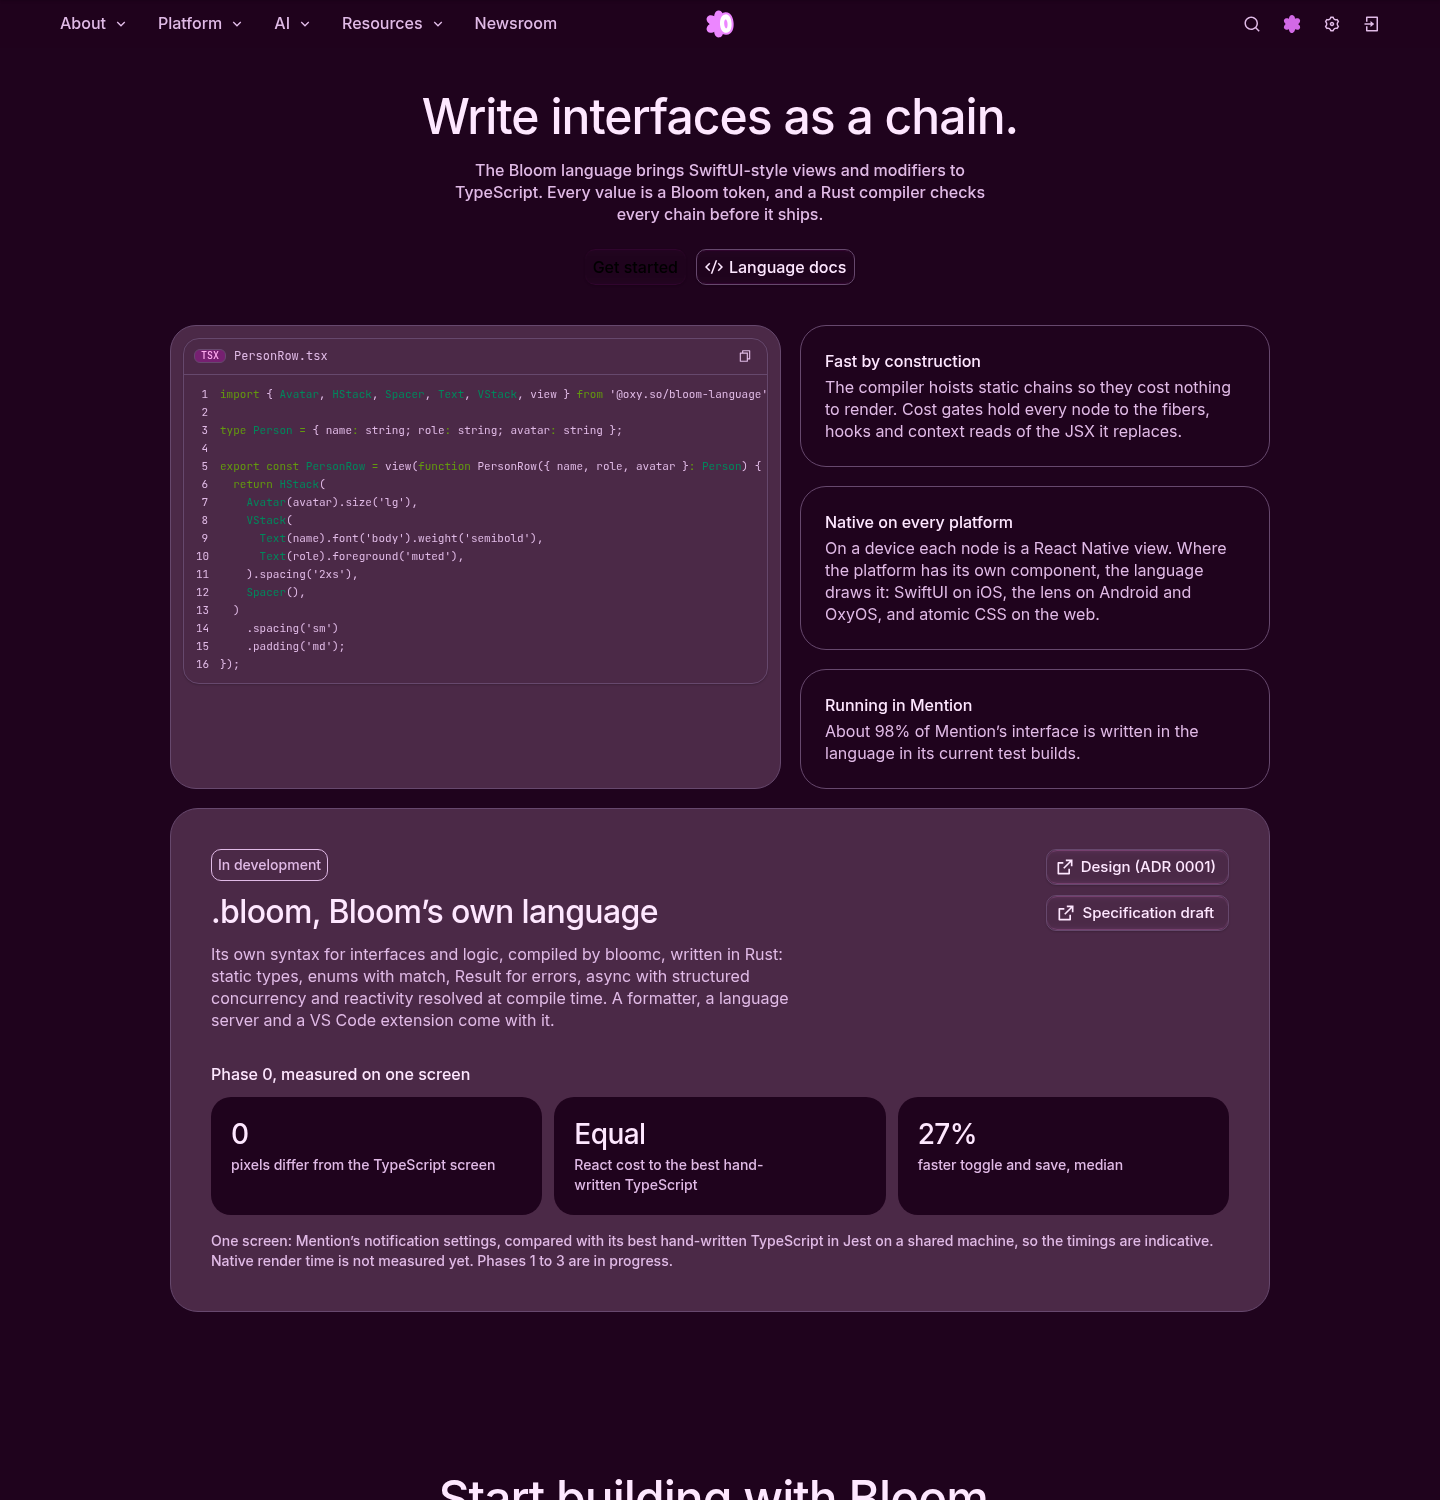 About
Platform
AI
Resources
Newsroom
Write interfaces as a chain.
The Bloom language brings SwiftUI-style views and modifiers to
TypeScript. Every value is a Bloom token, and a Rust compiler checks
every chain before it ships.
Get started
Language docs
TSX PersonRow.tsx
1 import { Avatar, HStack, Spacer, Text, VStack, view } from '@oxy.so/bloom-language'
2
3 type Person = { name: string; role: string; avatar: string };
4
5 export const PersonRow = view(function PersonRow({ name, role, avatar }: Person) {
6   return HStack(
7     Avatar(avatar).size('lg'),
8     VStack(
9       Text(name).font('body').weight('semibold'),
10       Text(role).foreground('muted'),
11     ).spacing('2xs'),
12     Spacer(),
13   )
14     .spacing('sm')
15     .padding('md');
16 });
Fast by construction
The compiler hoists static chains so they cost nothing
to render. Cost gates hold every node to the fibers,
hooks and context reads of the JSX it replaces.
Native on every platform
On a device each node is a React Native view. Where
the platform has its own component, the language
draws it: SwiftUI on iOS, the lens on Android and
OxyOS, and atomic CSS on the web.
Running in Mention
About 98% of Mention’s interface is written in the
language in its current test builds.
In development
.bloom, Bloom’s own language
Its own syntax for interfaces and logic, compiled by bloomc, written in Rust:
static types, enums with match, Result for errors, async with structured
concurrency and reactivity resolved at compile time. A formatter, a language
server and a VS Code extension come with it.
Design (ADR 0001)
Specification draft
Phase 0, measured on one screen
0
pixels differ from the TypeScript screen
Equal
React cost to the best hand-
written TypeScript
27%
faster toggle and save, median
One screen: Mention’s notification settings, compared with its best hand-written TypeScript in Jest on a shared machine, so the timings are indicative.
Native render time is not measured yet. Phases 1 to 3 are in progress.
Start building with Bloom